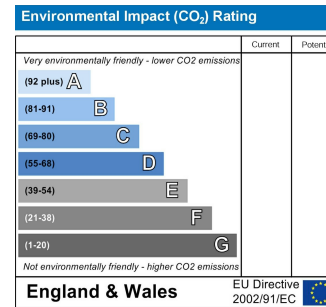 Environmental Impact (CO₂) Rating
Current Potent
Very environmentally friendly - lower CO2 emissions
(92 plus) A
(81-91) B
(69-80) C
(55-68) D
(39-54) E
(21-38) F
(1-20) G
Not environmentally friendly - higher CO2 emissions
England & Wales
EU Directive
2002/91/EC